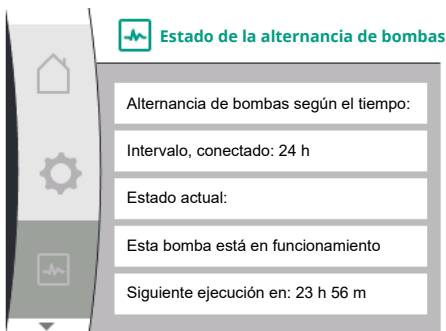 Estado de la alternancia de bombas
Alternancia de bombas según el tiempo:
Intervalo, conectado: 24 h
Estado actual:
Esta bomba está en funcionamiento
Siguiente ejecución en: 23 h 56 m